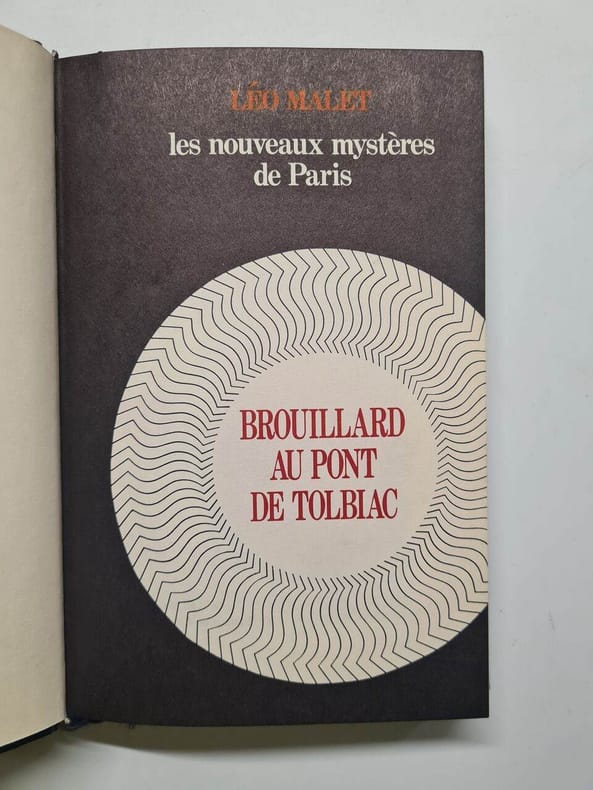 LÉO MALET
les nouveaux mystères
de Paris
BROUILLARD
AU PONT
DE TOLBIAC